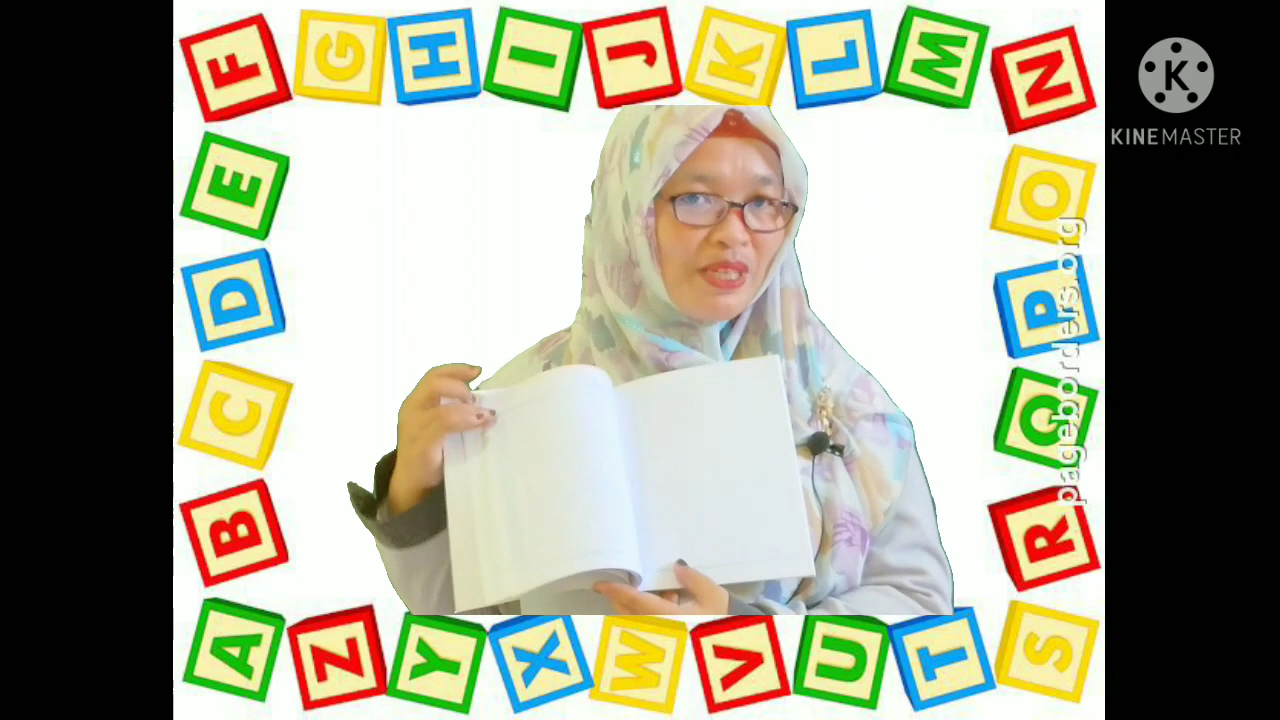 F G H I J K L M N
E
D
C
B
A Z Y X W V U T S
O
P
Q
R
pageborders.org
K
KINEMASTER